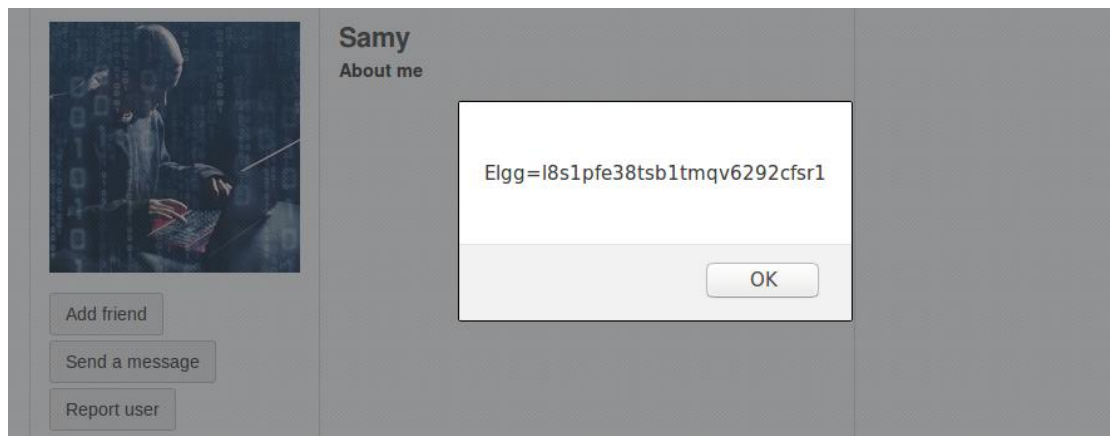 Samy
About me
Elgg=l8s1pfe38tsb1tmqv6292cfsr1
OK
Add friend
Send a message
Report user